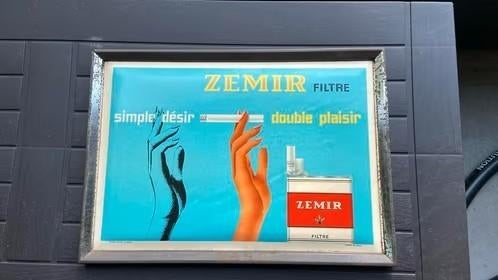 ZEMIR FILTRE
simple désir double plaisir
ZEMIR
FILTRE